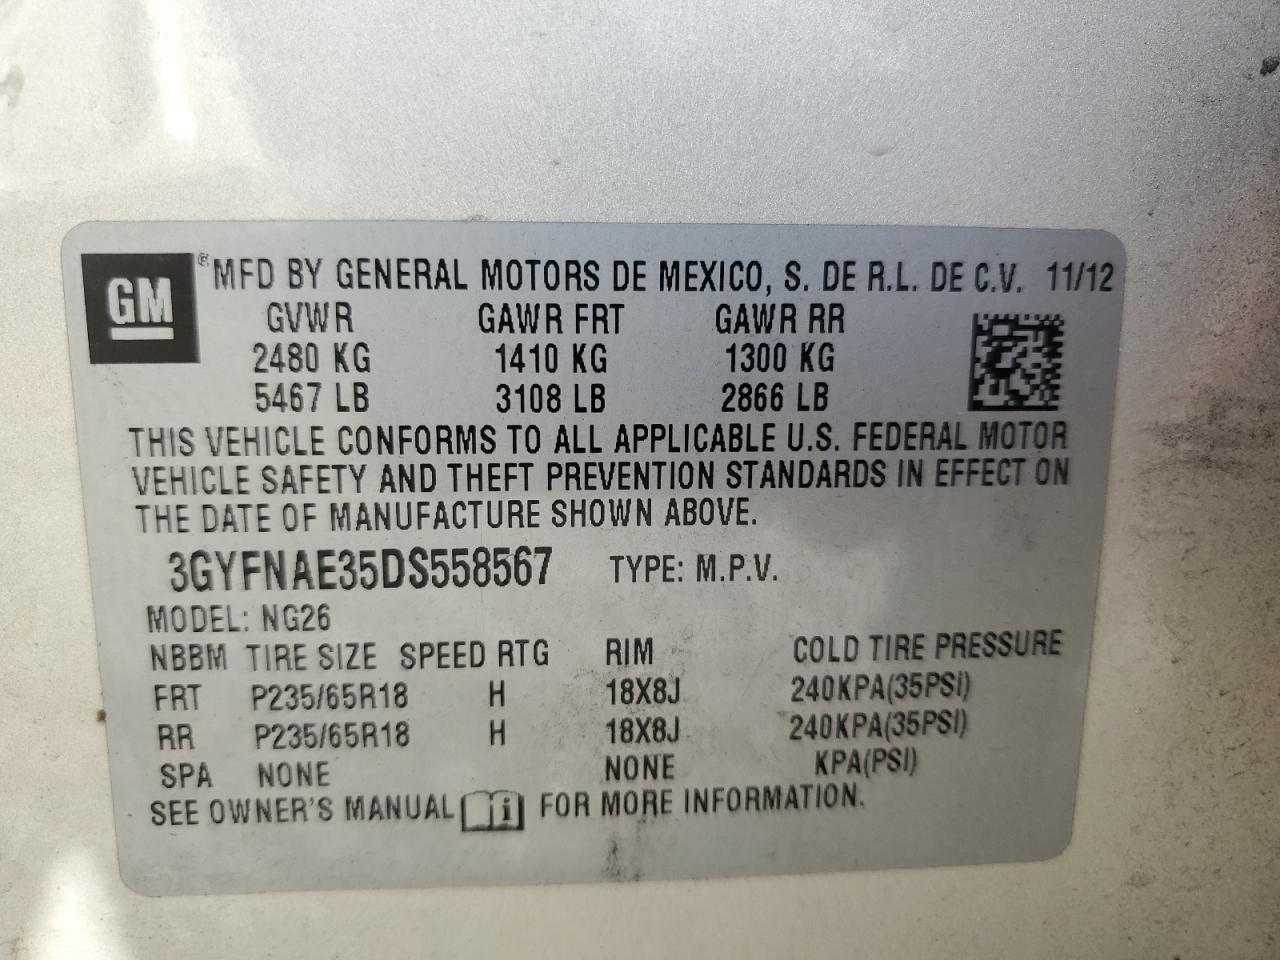 GM
® MFD BY GENERAL MOTORS DE MEXICO, S. DE R.L. DE C.V. 11/12
GVWR GAWR FRT GAWR RR
2480 KG 1410 KG 1300 KG
5467 LB 3108 LB 2866 LB
THIS VEHICLE CONFORMS TO ALL APPLICABLE U.S. FEDERAL MOTOR
VEHICLE SAFETY AND THEFT PREVENTION STANDARDS IN EFFECT ON
THE DATE OF MANUFACTURE SHOWN ABOVE.
3GYFNAE35DS558567 TYPE: M.P.V.
MODEL: NG26
NBBM TIRE SIZE SPEED RTG RIM COLD TIRE PRESSURE
FRT P235/65R18 H 18X8J 240KPA(35PSI)
RR P235/65R18 H 18X8J 240KPA(35PSI)
SPA NONE NONE KPA(PSI)
SEE OWNER'S MANUAL i FOR MORE INFORMATION.